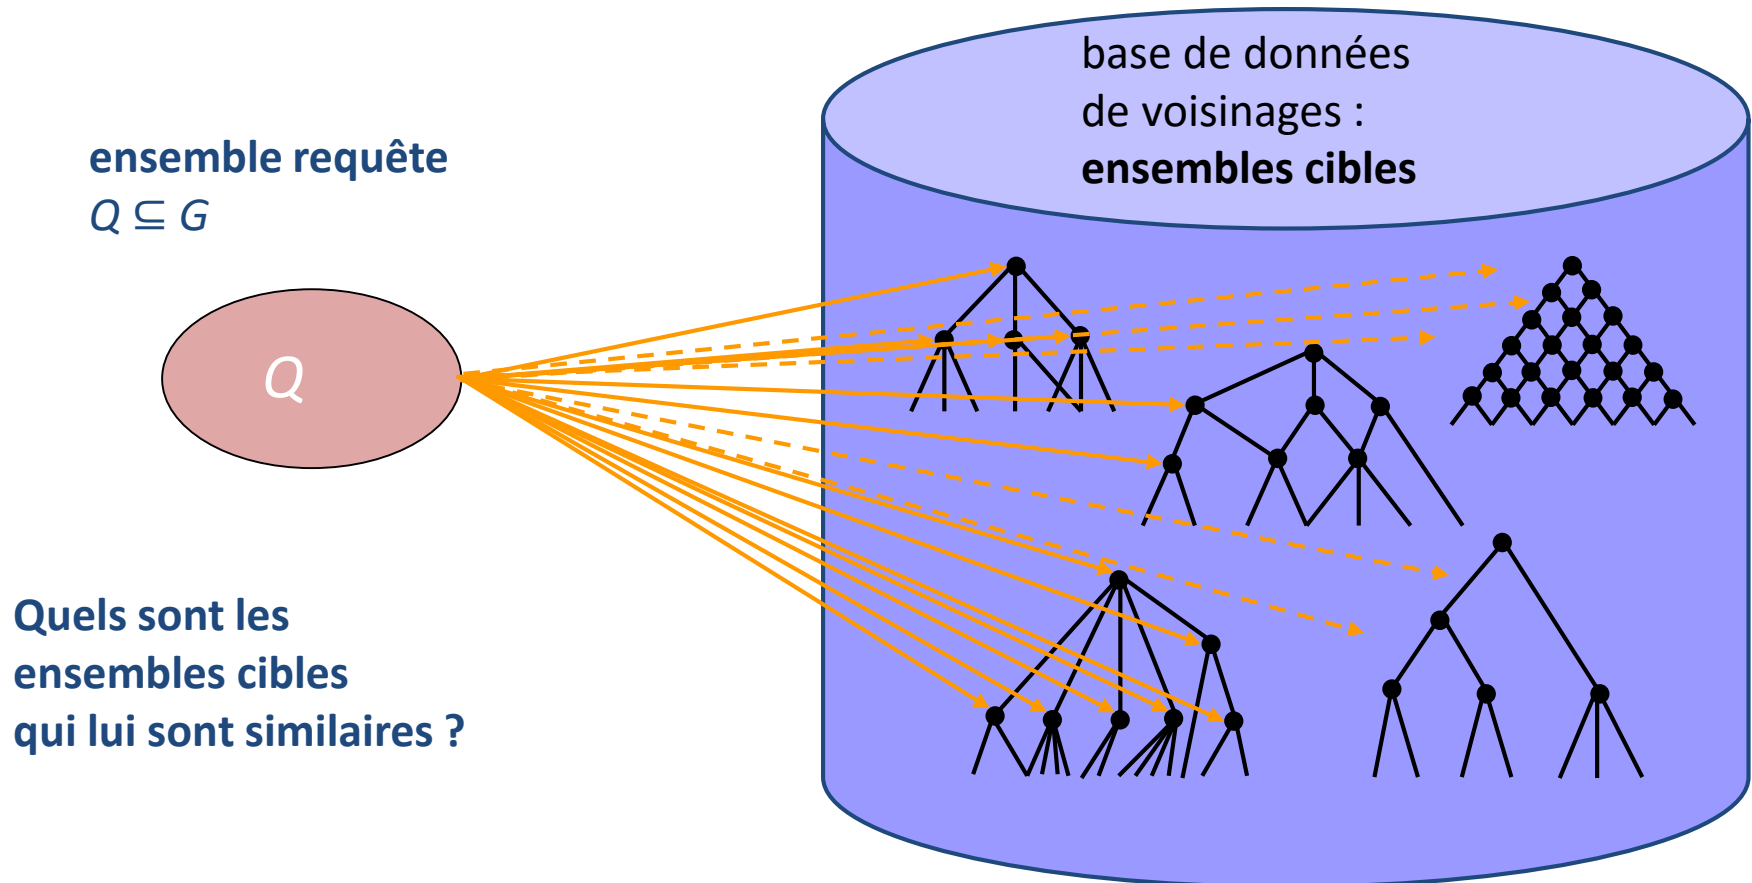 ensemble requête
Q ⊆ G
Q
Quels sont les
ensembles cibles
qui lui sont similaires ?
base de données
de voisinages :
ensembles cibles